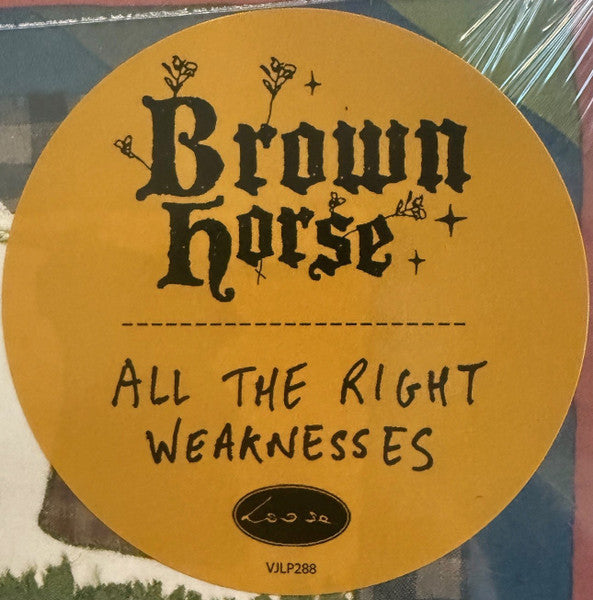 Brown
horse
ALL THE RIGHT
WEAKNESSES
Loose
VJLP288